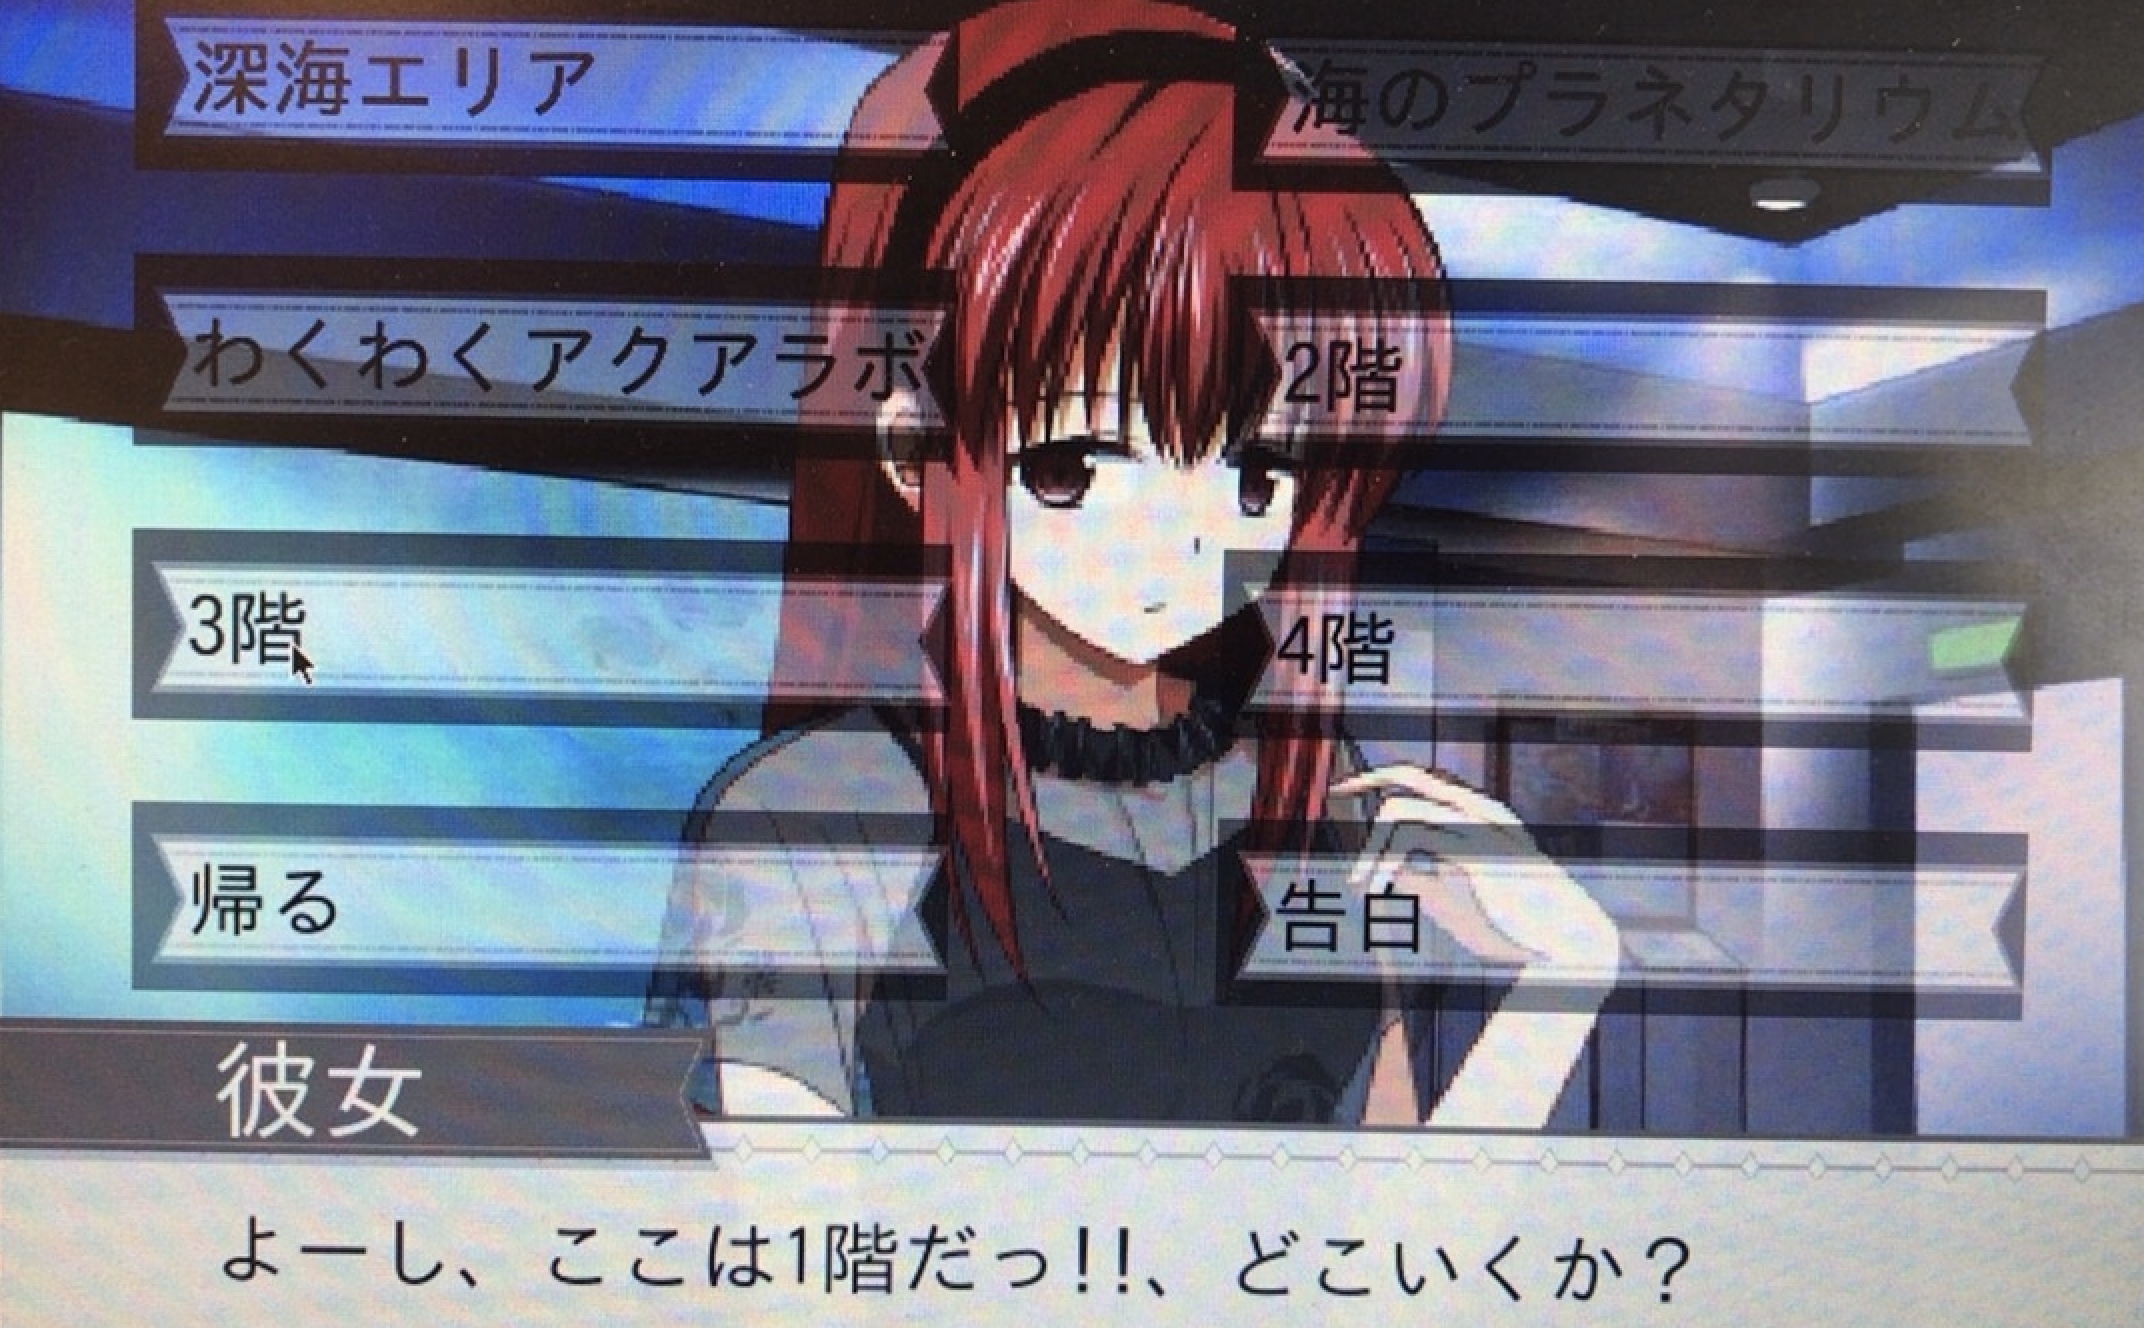 深海エリア
海のプラネタリウム
わくわくアクアラボ
2階
3階
4階
帰る
告白
彼女
よーし、ここは1階だっ!!、どこいくか?